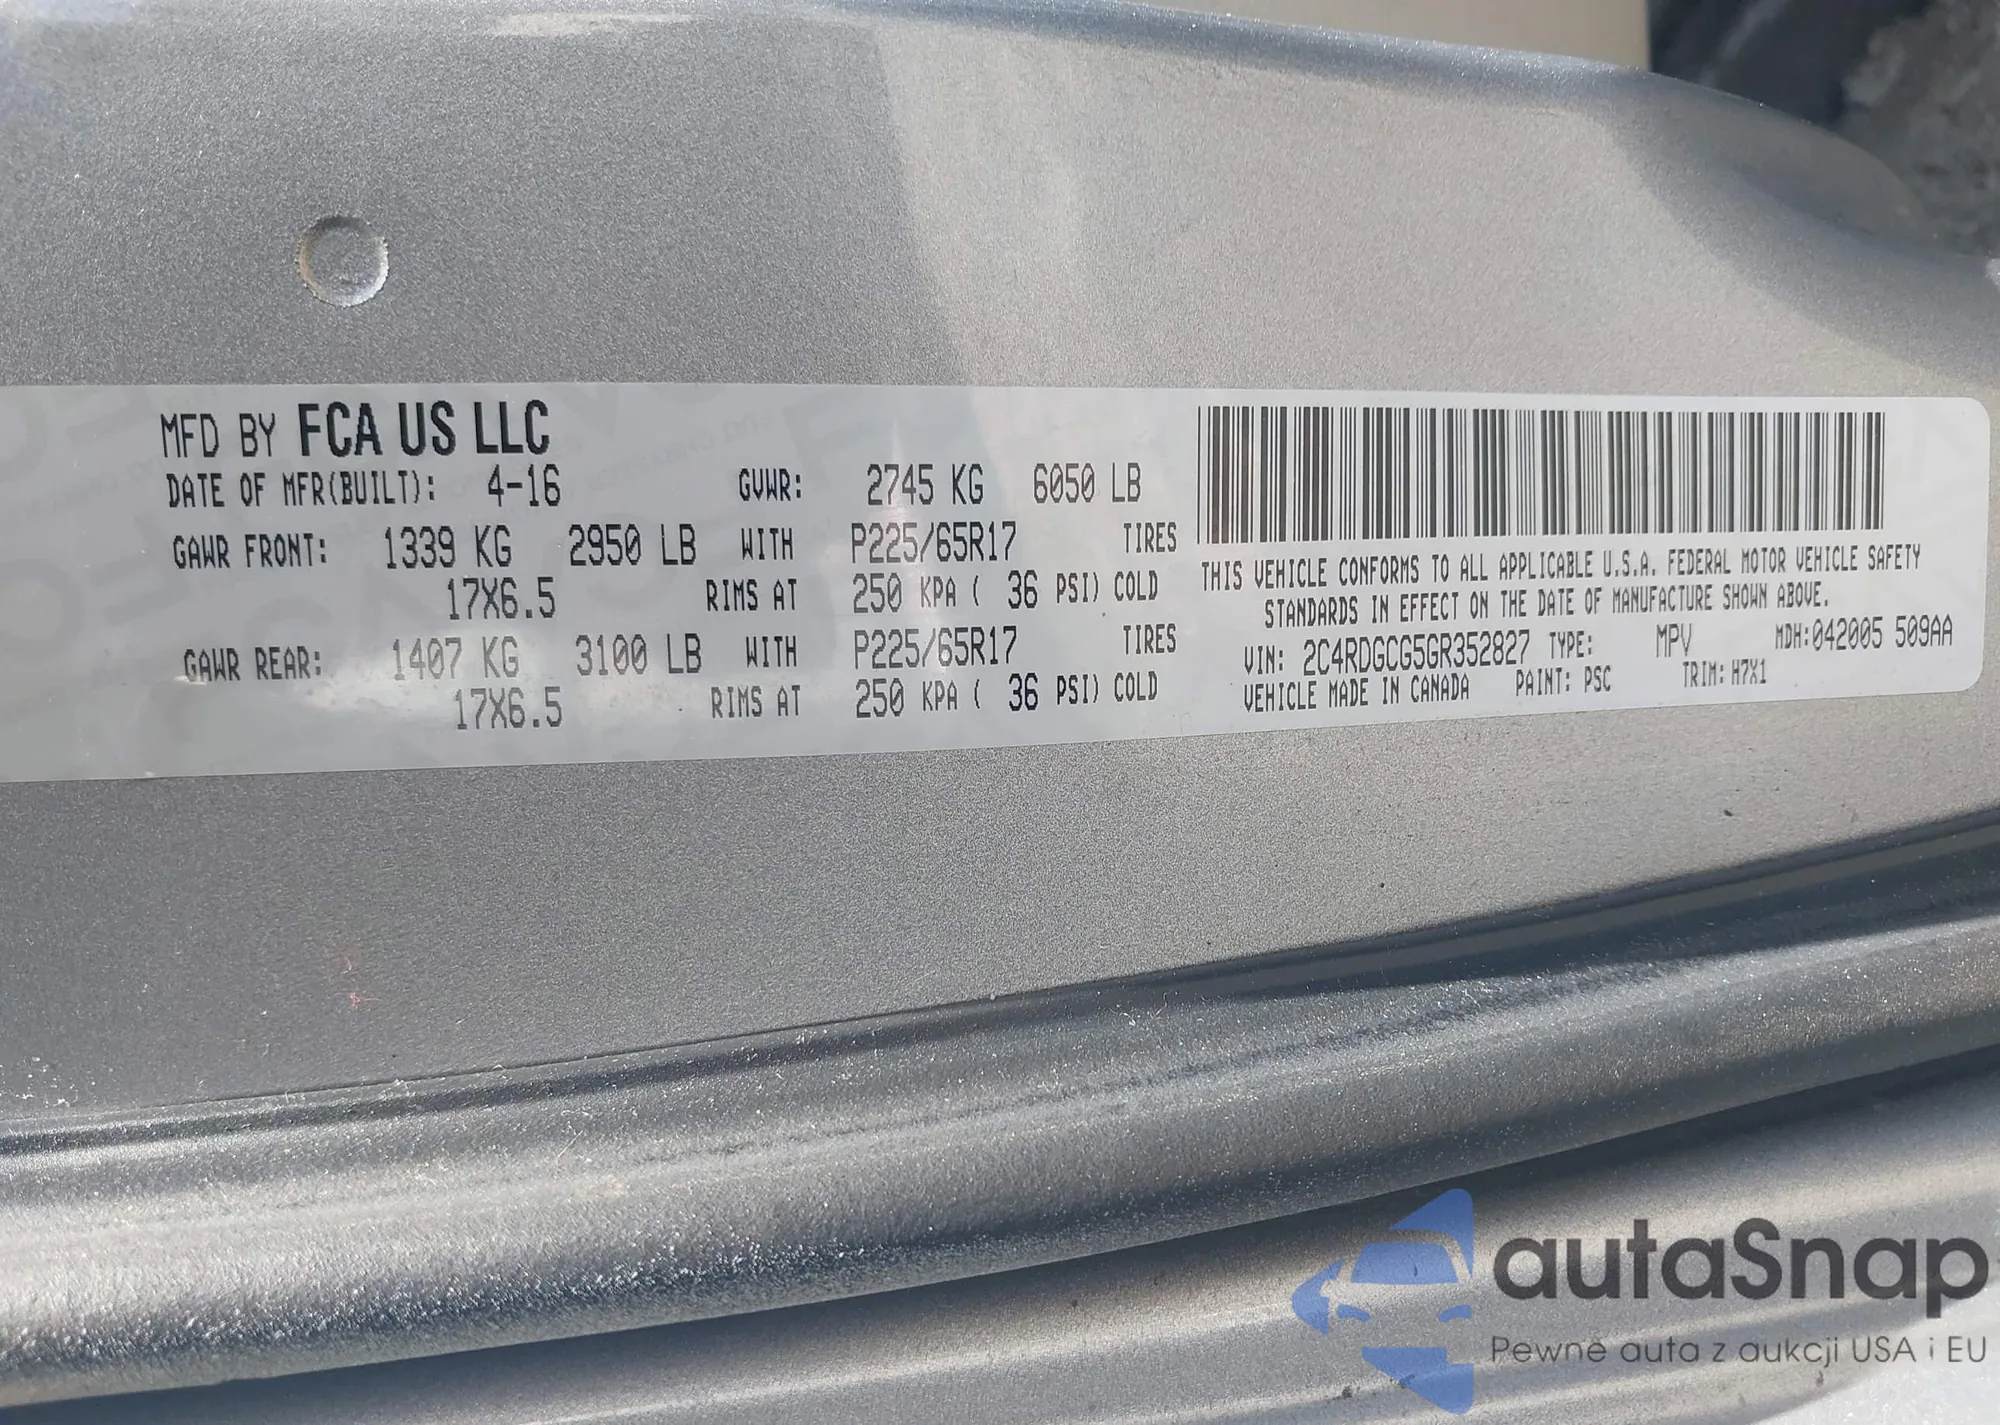 MFD BY FCA US LLC
DATE OF MFR(BUILT): 4-16 GVWR: 2745 KG 6050 LB
GAWR FRONT: 1339 KG 2950 LB WITH P225/65R17 TIRES
17X6.5 RIMS AT 250 KPA ( 36 PSI) COLD
GAWR REAR: 1407 KG 3100 LB WITH P225/65R17 TIRES
17X6.5 RIMS AT 250 KPA ( 36 PSI) COLD
THIS VEHICLE CONFORMS TO ALL APPLICABLE U.S.A. FEDERAL MOTOR VEHICLE SAFETY
STANDARDS IN EFFECT ON THE DATE OF MANUFACTURE SHOWN ABOVE.
VIN: 2C4RDGCG5GR352827 TYPE: MPV MDH:042005 509AA
VEHICLE MADE IN CANADA PAINT: PSC TRIM: H7X1
autaSnap
Pewne auta z aukcji USA i EU